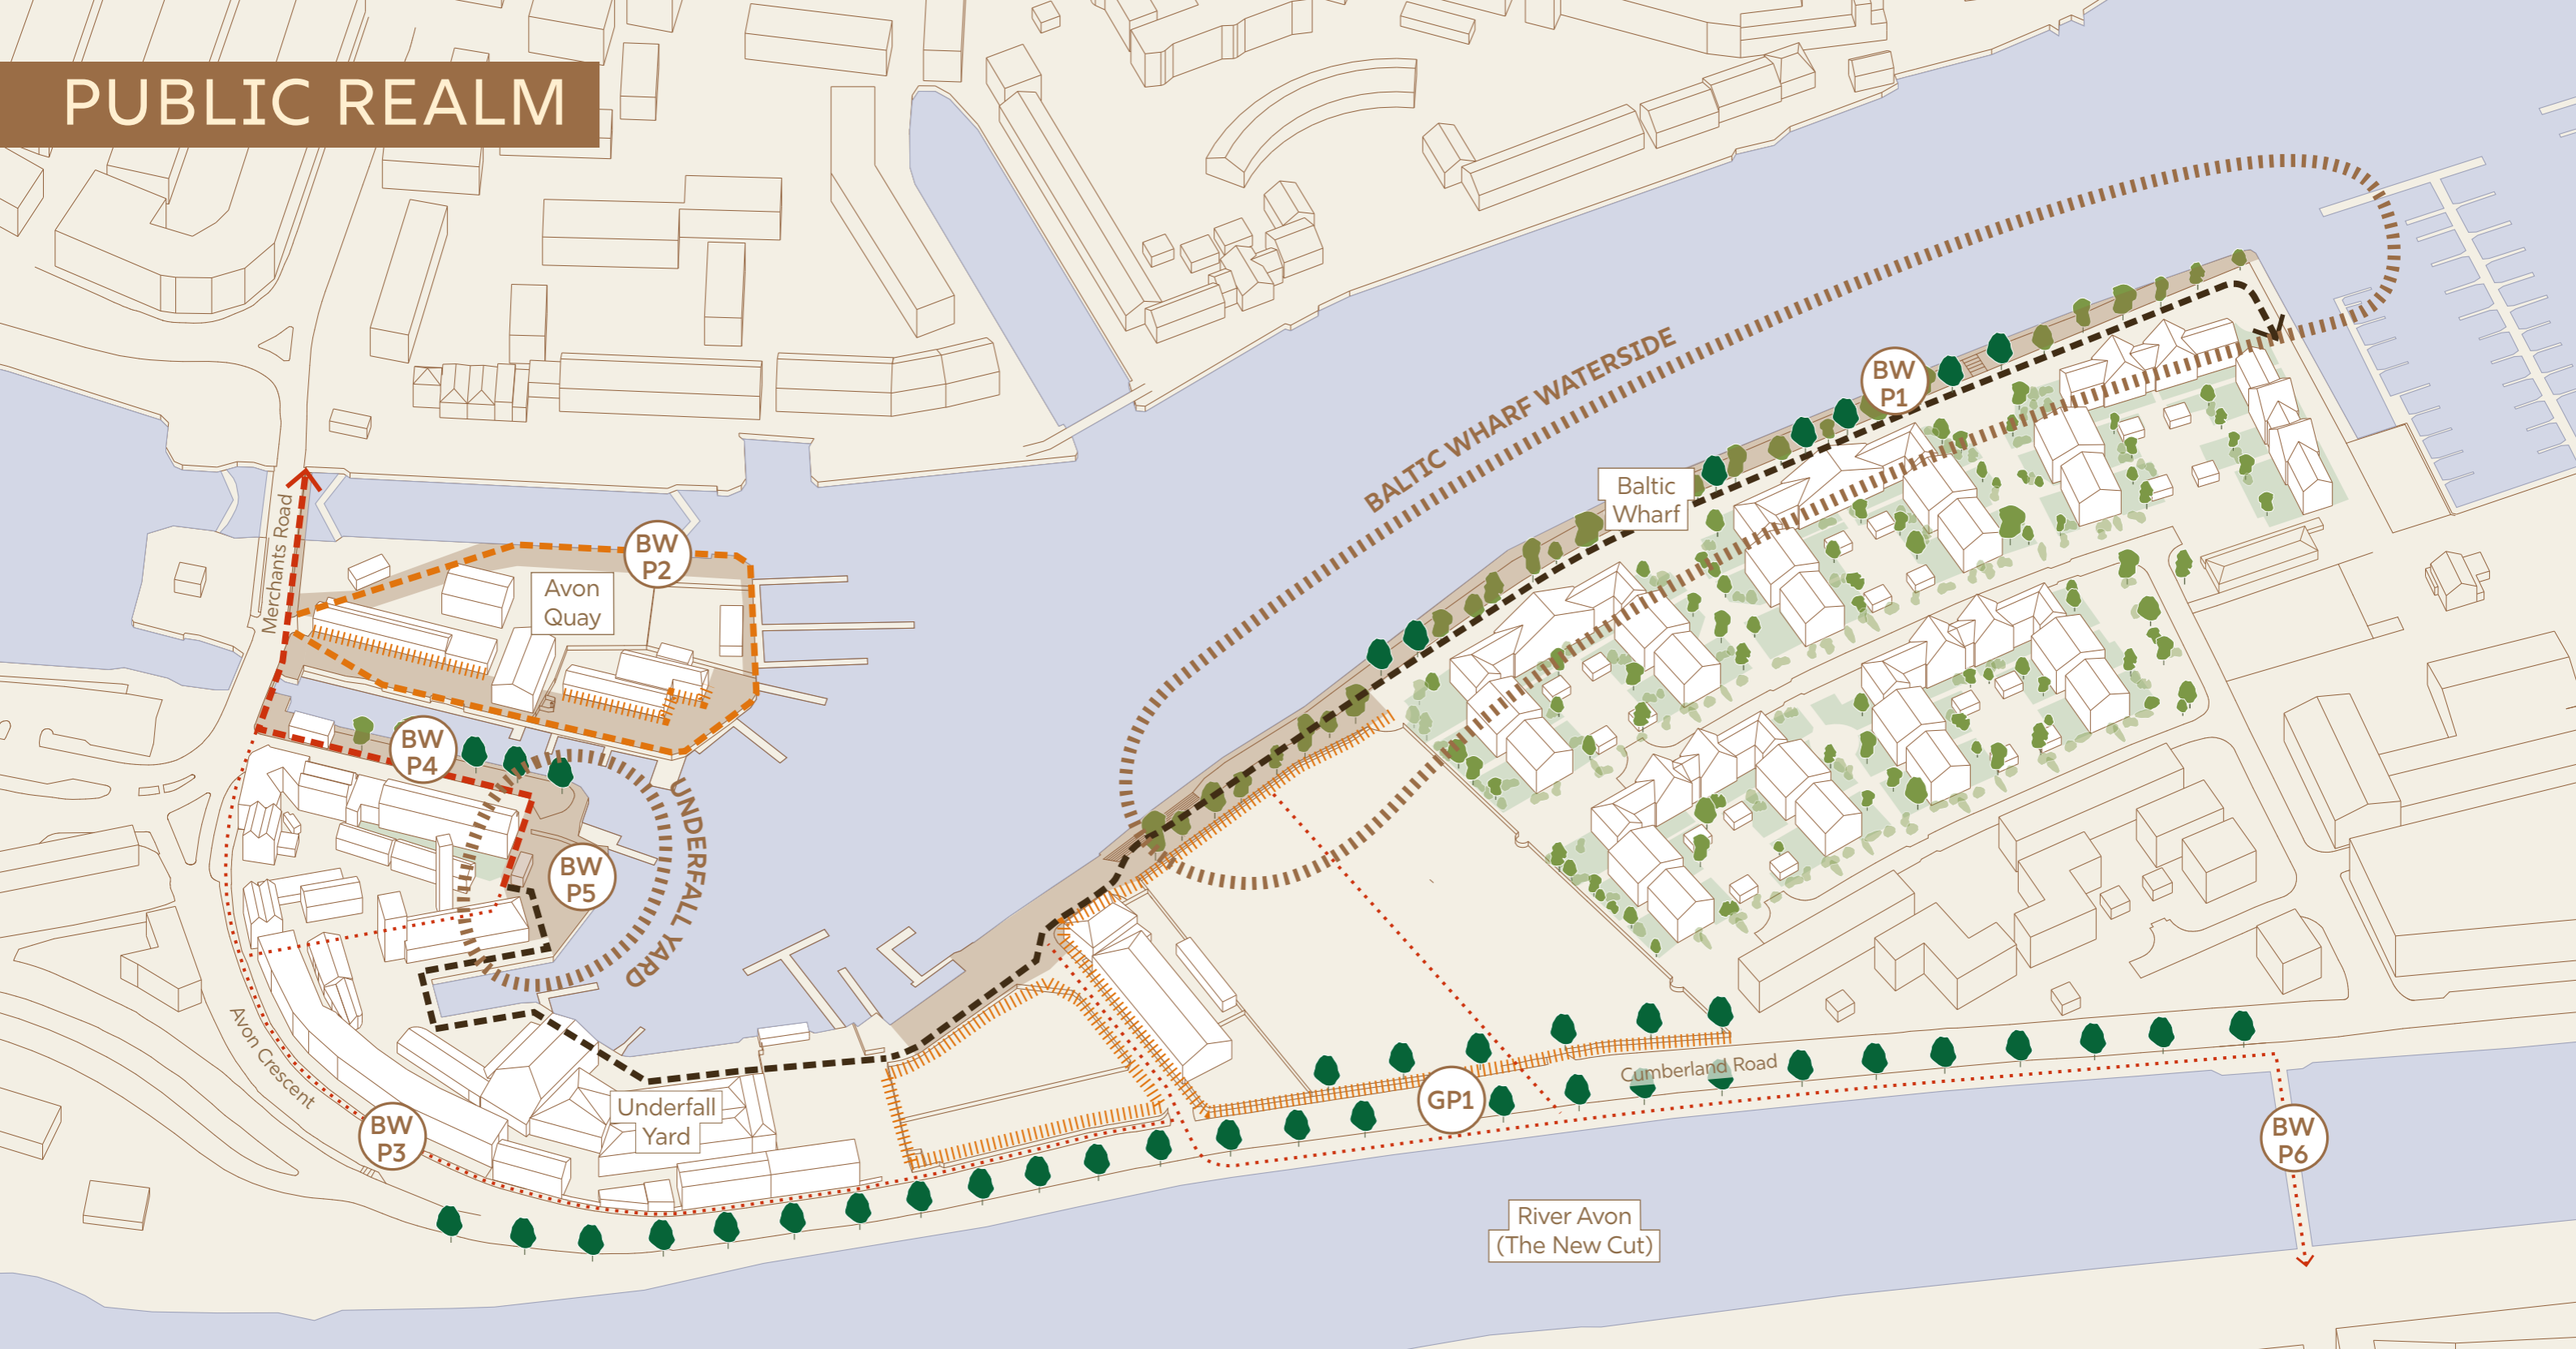 PUBLIC REALM
BALTIC WHARF WATERSIDE
BW
P1
Baltic
Wharf
Merchants Road
BW
P2
Avon
Quay
BW
P4
UNDERFALL YARD
BW
P5
Avon Crescent
BW
P3
Underfall
Yard
Cumberland Road
GP1
BW
P6
River Avon
(The New Cut)